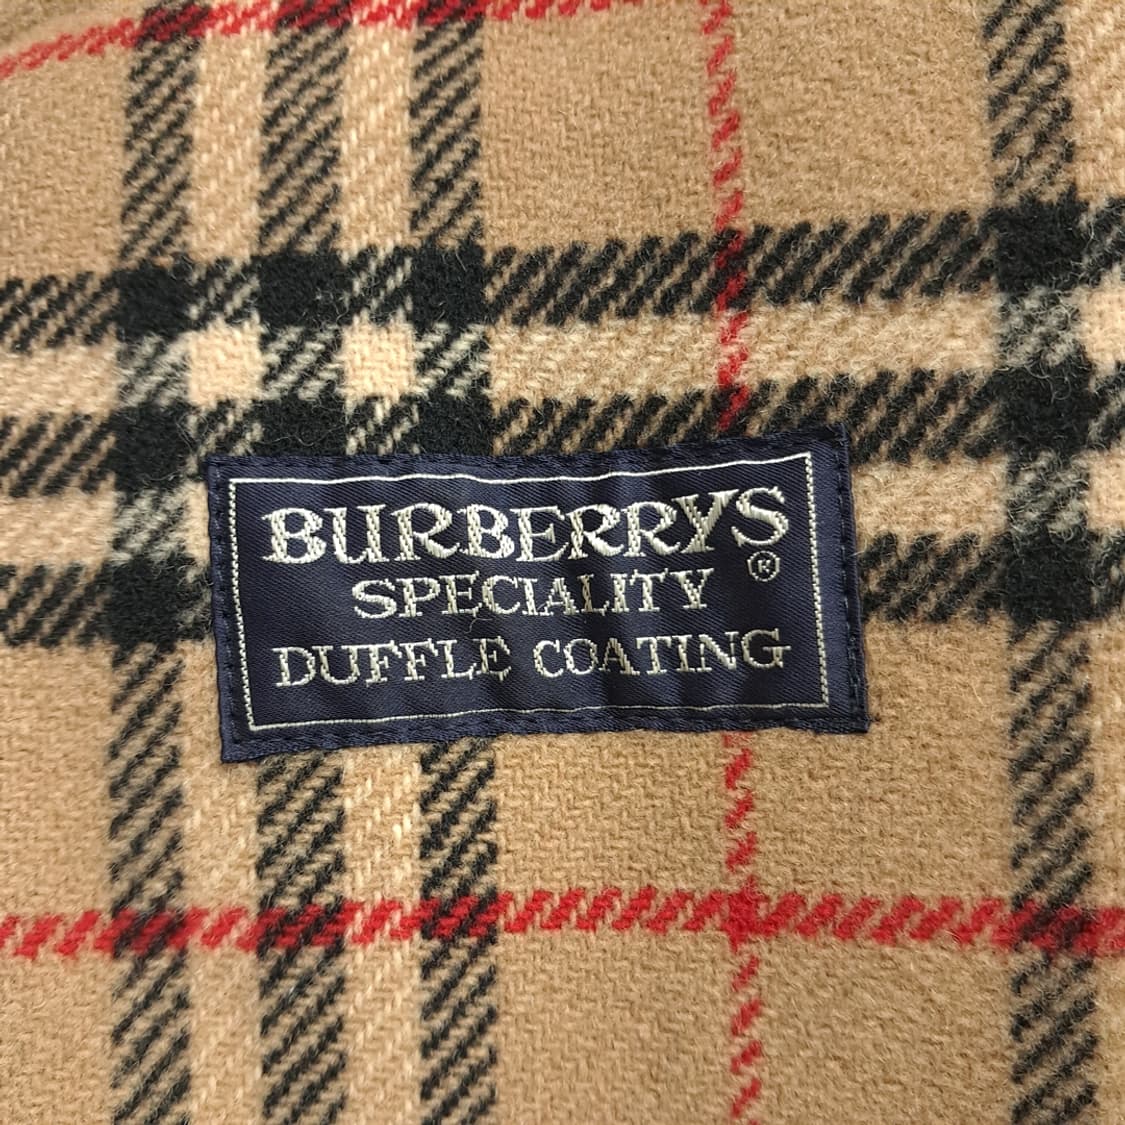 BURBERRYS
®
SPECIALITY
DUFFLE COATING